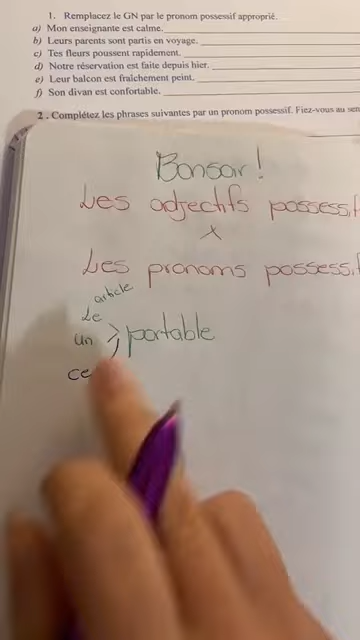 1. Remplacez le GN par le pronom possessif approprié.
a) Mon enseignante est calme.
b) Leurs parents sont partis en voyage.
c) Tes fleurs poussent rapidement.
d) Notre réservation est faite depuis hier.
e) Leur balcon est fraîchement peint.
f) Son divan est confortable.
2. Complétez les phrases suivantes par un pronom possessif. Fiez-vous au sen
Bonsoir!
Les adjectifs possessif
x
Les pronoms possessif
article
Le
un portable
ce